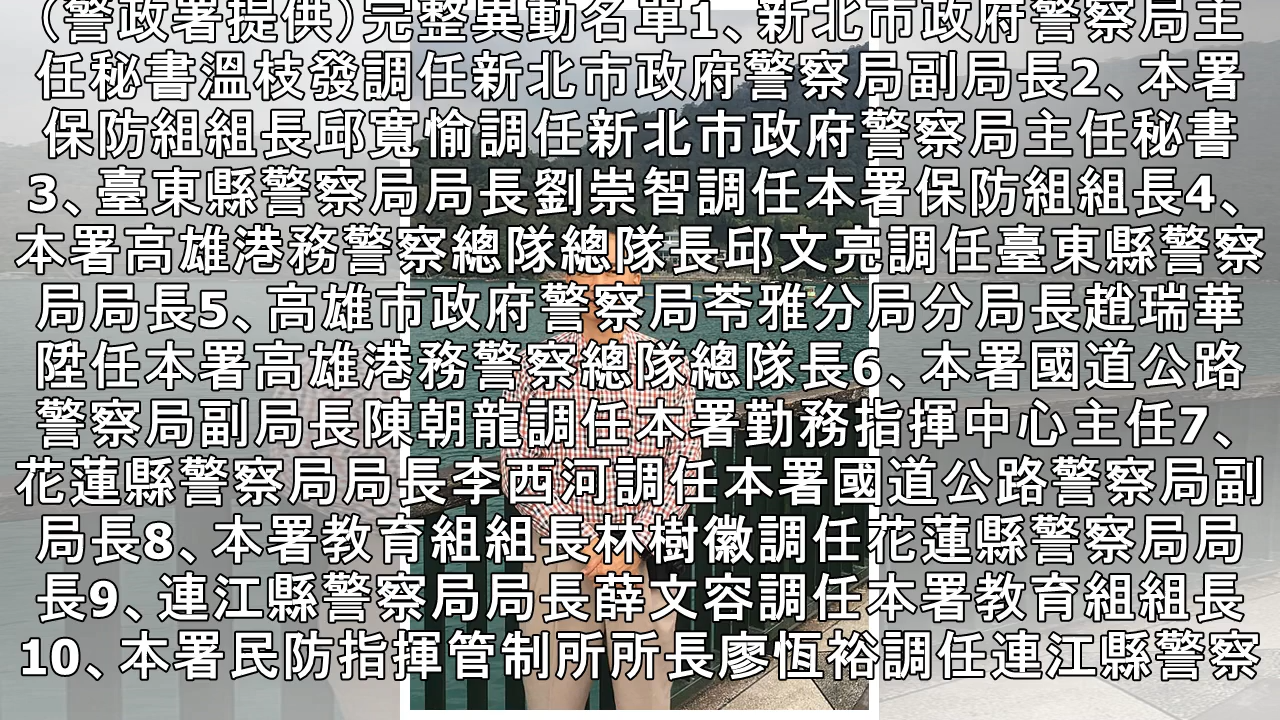 (警政署提供)完整異動名單1、新北市政府警察局主
任秘書溫枝發調任新北市政府警察局副局長2、本署
保防組組長邱寬愉調任新北市政府警察局主任秘書
3、臺東縣警察局局長劉崇智調任本署保防組組長4、
本署高雄港務警察總隊總隊長邱文亮調任臺東縣警察
局局長5、高雄市政府警察局苓雅分局分局長趙瑞華
陞任本署高雄港務警察總隊總隊長6、本署國道公路
警察局副局長陳朝龍調任本署勤務指揮中心主任7、
花蓮縣警察局局長李西河調任本署國道公路警察局副
局長8、本署教育組組長林樹徽調任花蓮縣警察局局
長9、連江縣警察局局長薛文容調任本署教育組組長
10、本署民防指揮管制所所長廖恆裕調任連江縣警察